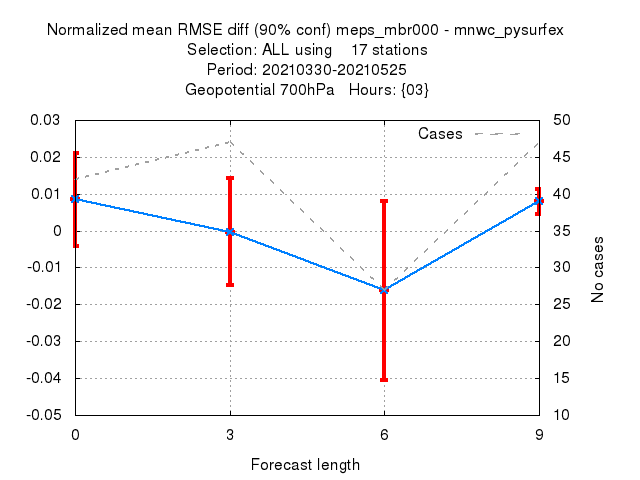 Normalized mean RMSE diff (90% conf) meps_mbr000 - mnwc_pysurfex
Selection: ALL using    17 stations
Period: 20210330-20210525
Geopotential 700hPa   Hours: {03}
0.03
0.02
0.01
0
-0.01
-0.02
-0.03
-0.04
-0.05
Cases
50
45
40
35
30
25
20
15
10
No cases
0 3 6 9
Forecast length